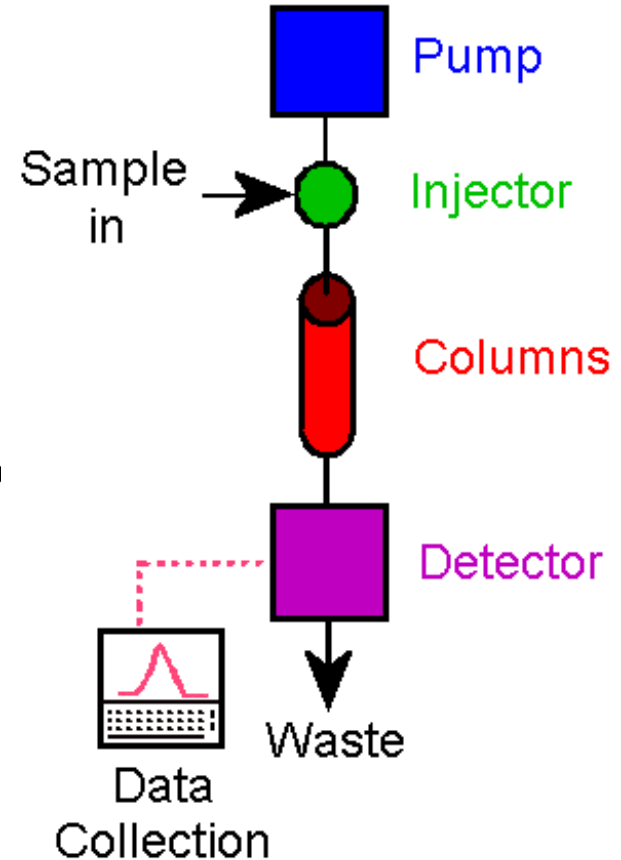 Pump
Sample
in
Injector
Columns
Detector
Waste
Data
Collection